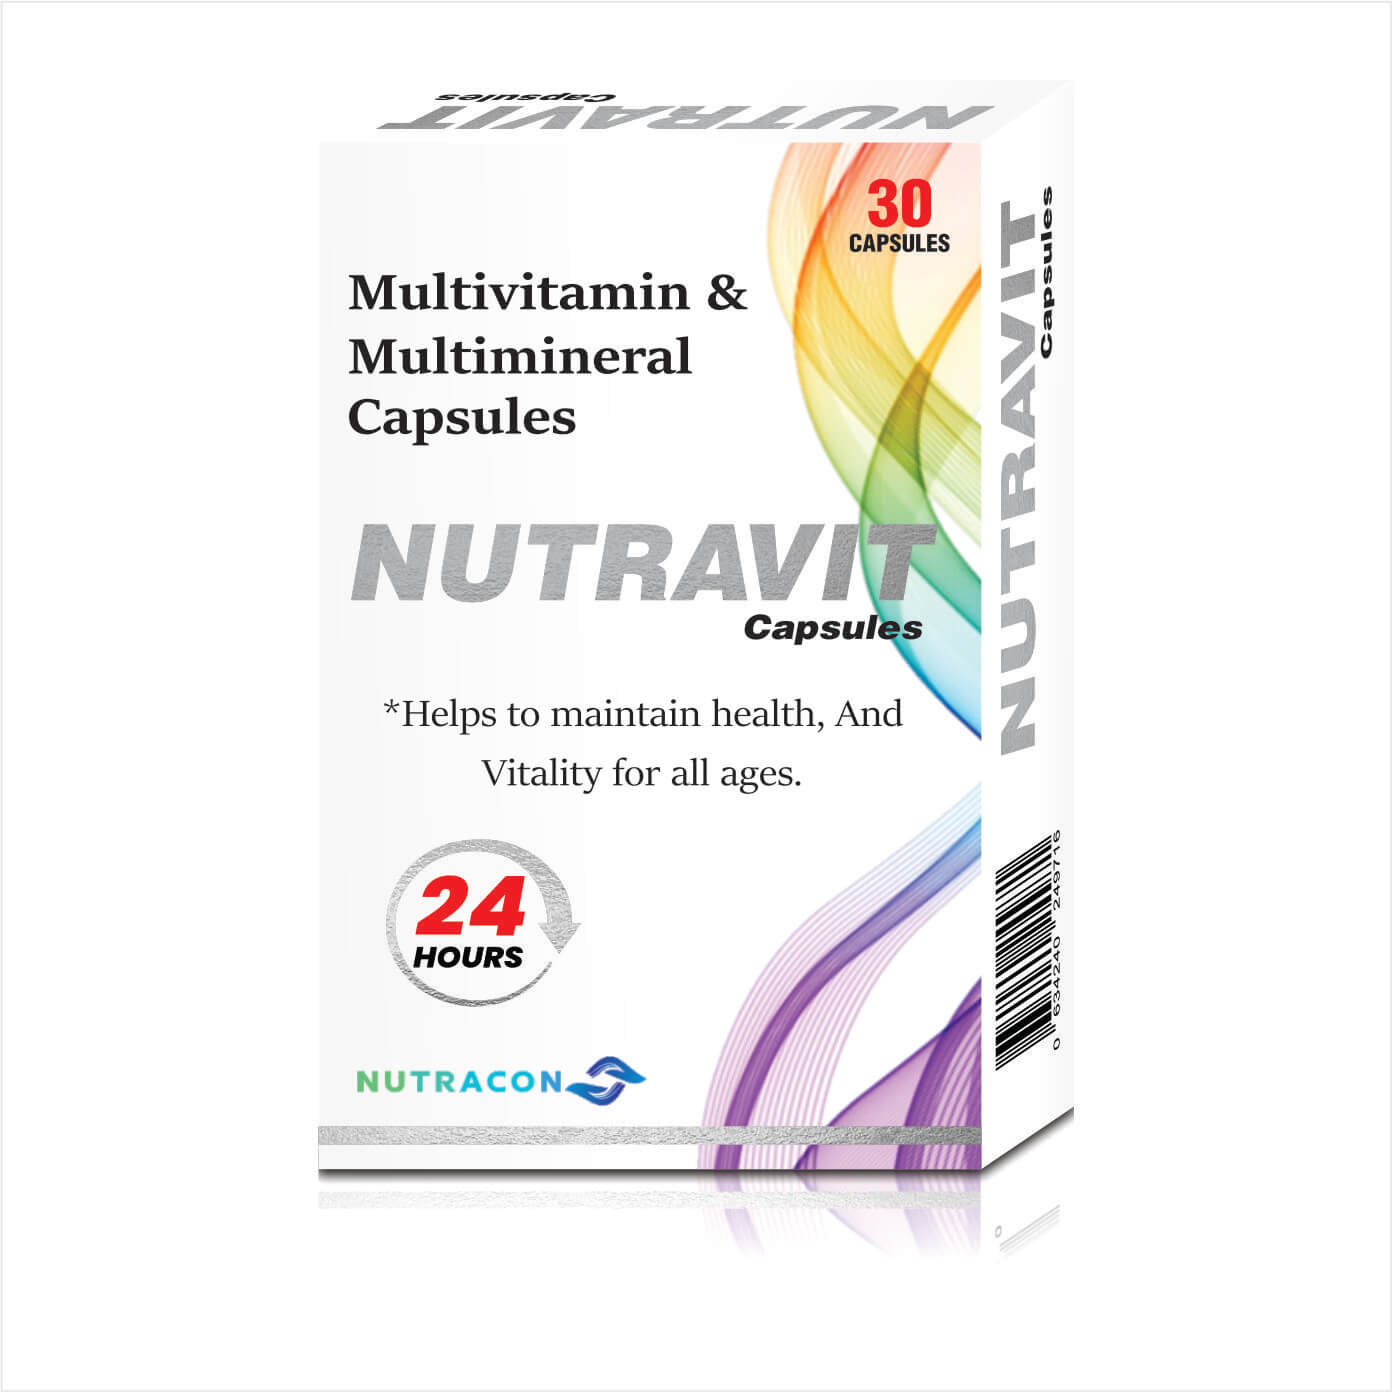 NUTRAVIT
Capsules
30
CAPSULES
Multivitamin &
Multimineral
Capsules
NUTRAVIT
Capsules
*Helps to maintain health, And
Vitality for all ages.
24
HOURS
NUTRACON
NUTRAVIT
Capsules
0 634240 249716